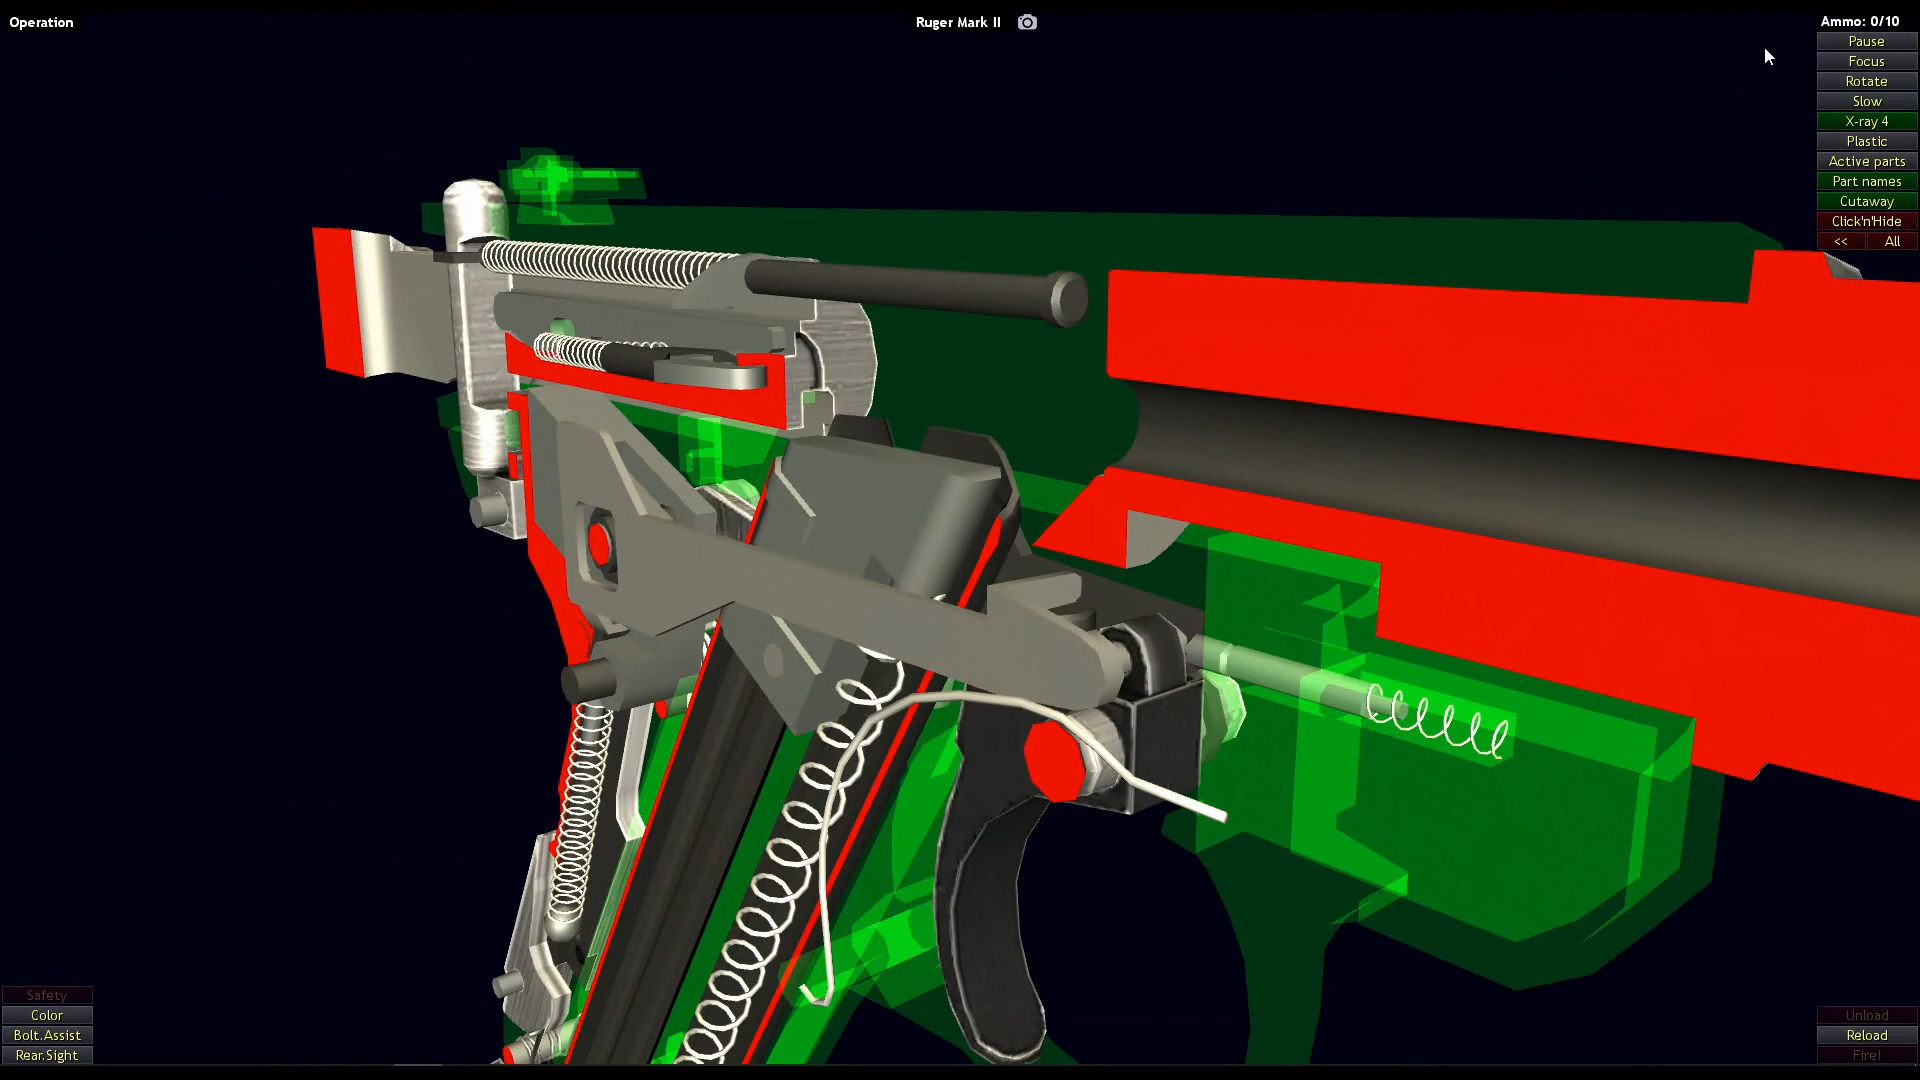 Operation
Ruger Mark II
Ammo: 0/10
Pause
Focus
Rotate
Slow
X-ray 4
Plastic
Active parts
Part names
Cutaway
Click'n'Hide
<< All
Safety
Color
Bolt.Assist
Rear.Sight
Unload
Reload
Fire!